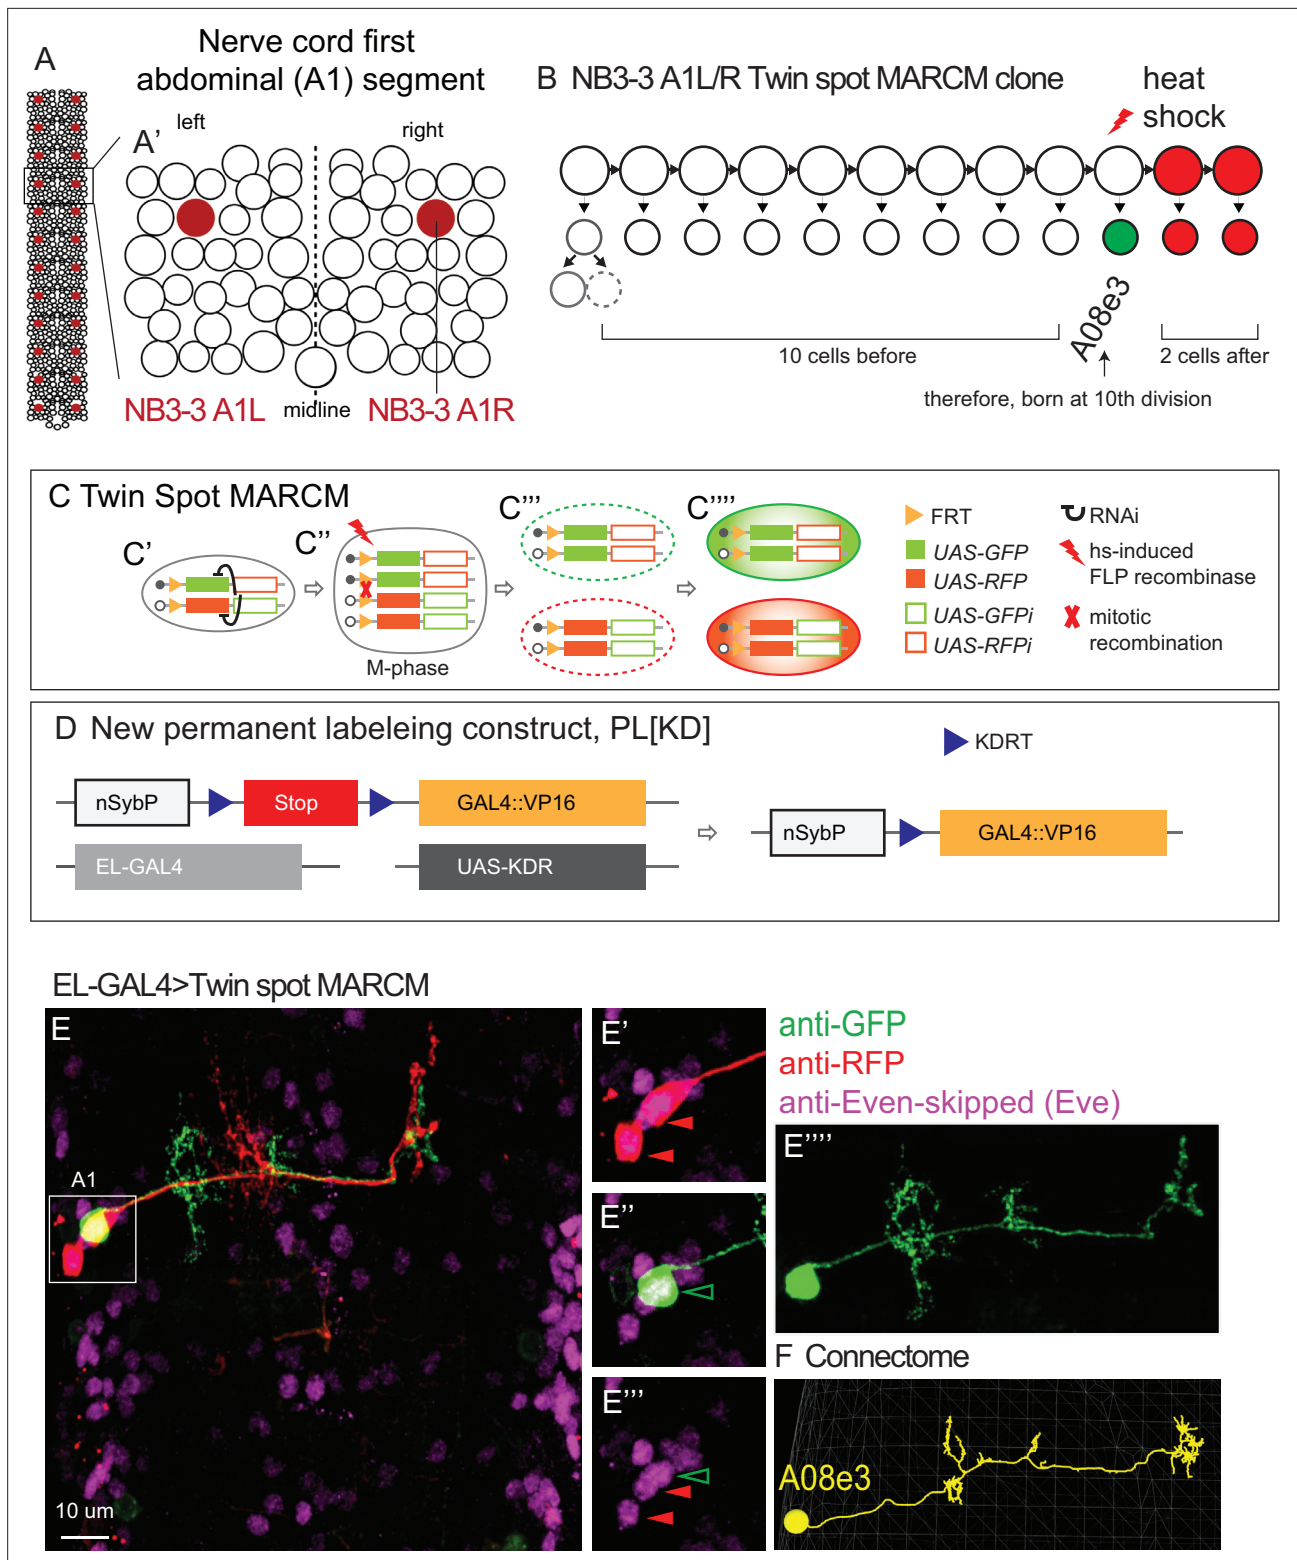 A
Nerve cord first
abdominal (A1) segment
A'
left
right
NB3-3 A1L
midline
NB3-3 A1R
B NB3-3 A1L/R Twin spot MARCM clone
heat
shock
A08e3
10 cells before
2 cells after
therefore, born at 10th division
C Twin Spot MARCM
C'
C''
C'''
C''''
M-phase
FRT
UAS-GFP
UAS-RFP
UAS-GFPi
UAS-RFPi
RNAi
hs-induced
FLP recombinase
mitotic
recombination
D New permanent labeleing construct, PL[KD]
KDRT
nSybP
Stop
GAL4::VP16
EL-GAL4
UAS-KDR
nSybP
GAL4::VP16
EL-GAL4>Twin spot MARCM
E
A1
10 um
E'
E''
E'''
anti-GFP
anti-RFP
anti-Even-skipped (Eve)
E''''
F Connectome
A08e3